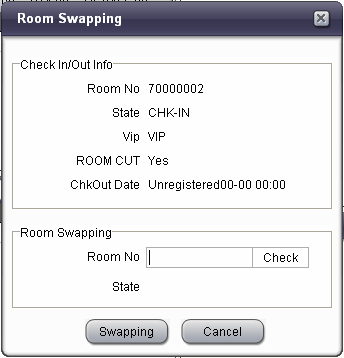 Room Swapping
Check In/Out Info
Room No 70000002
State CHK-IN
Vip VIP
ROOM CUT Yes
ChkOut Date Unregistered00-00 00:00
Room Swapping
Room No Check
State
Swapping Cancel